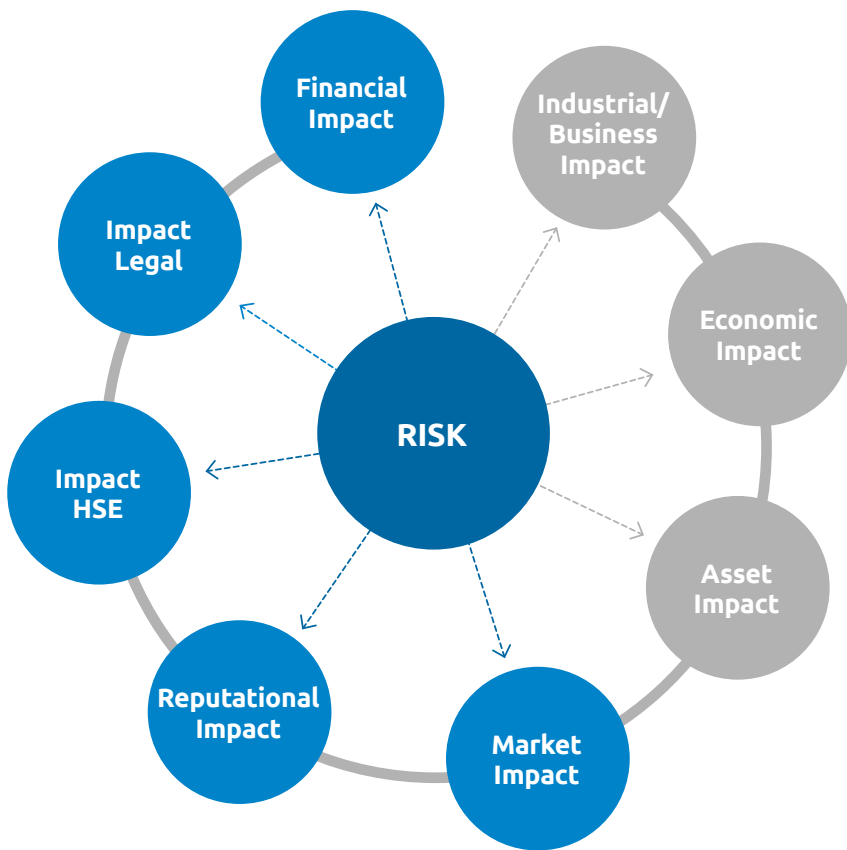 Financial
Impact
Industrial/
Business
Impact
Impact
Legal
Economic
Impact
RISK
Impact
HSE
Asset
Impact
Reputational
Impact
Market
Impact